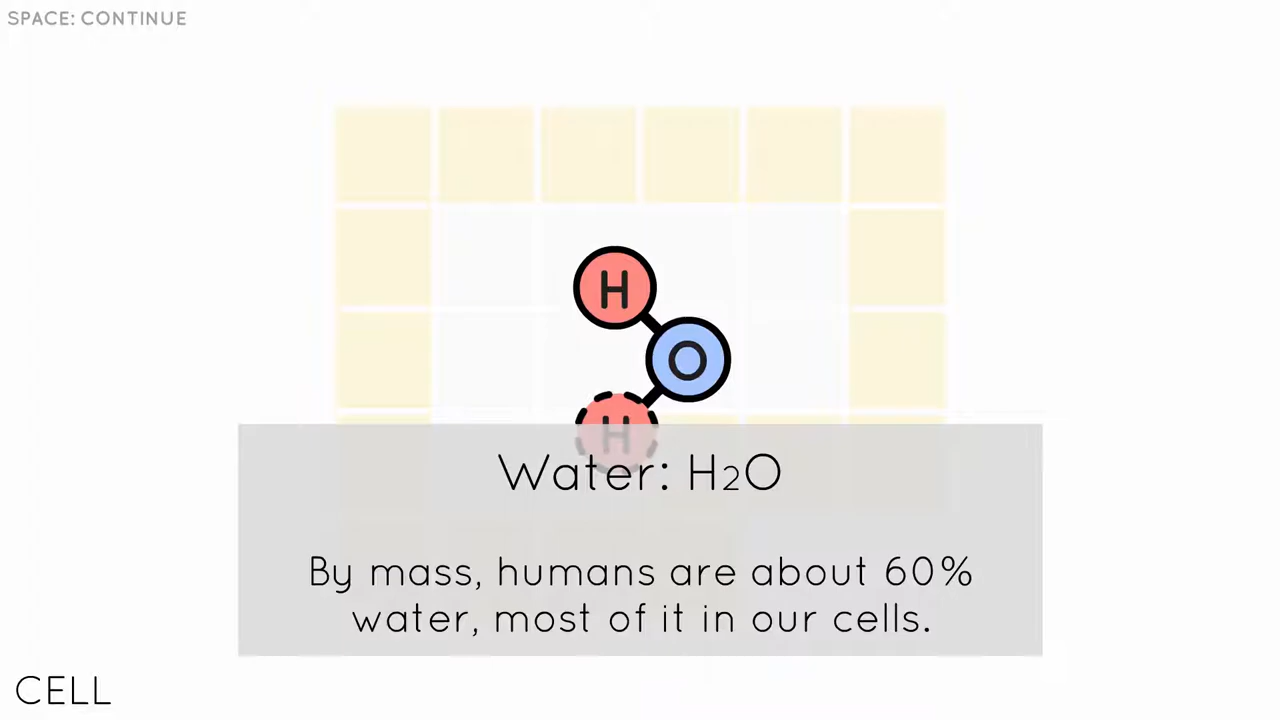 SPACE: CONTINUE
H
O
H
Water: H2O
By mass, humans are about 60%
water, most of it in our cells.
CELL